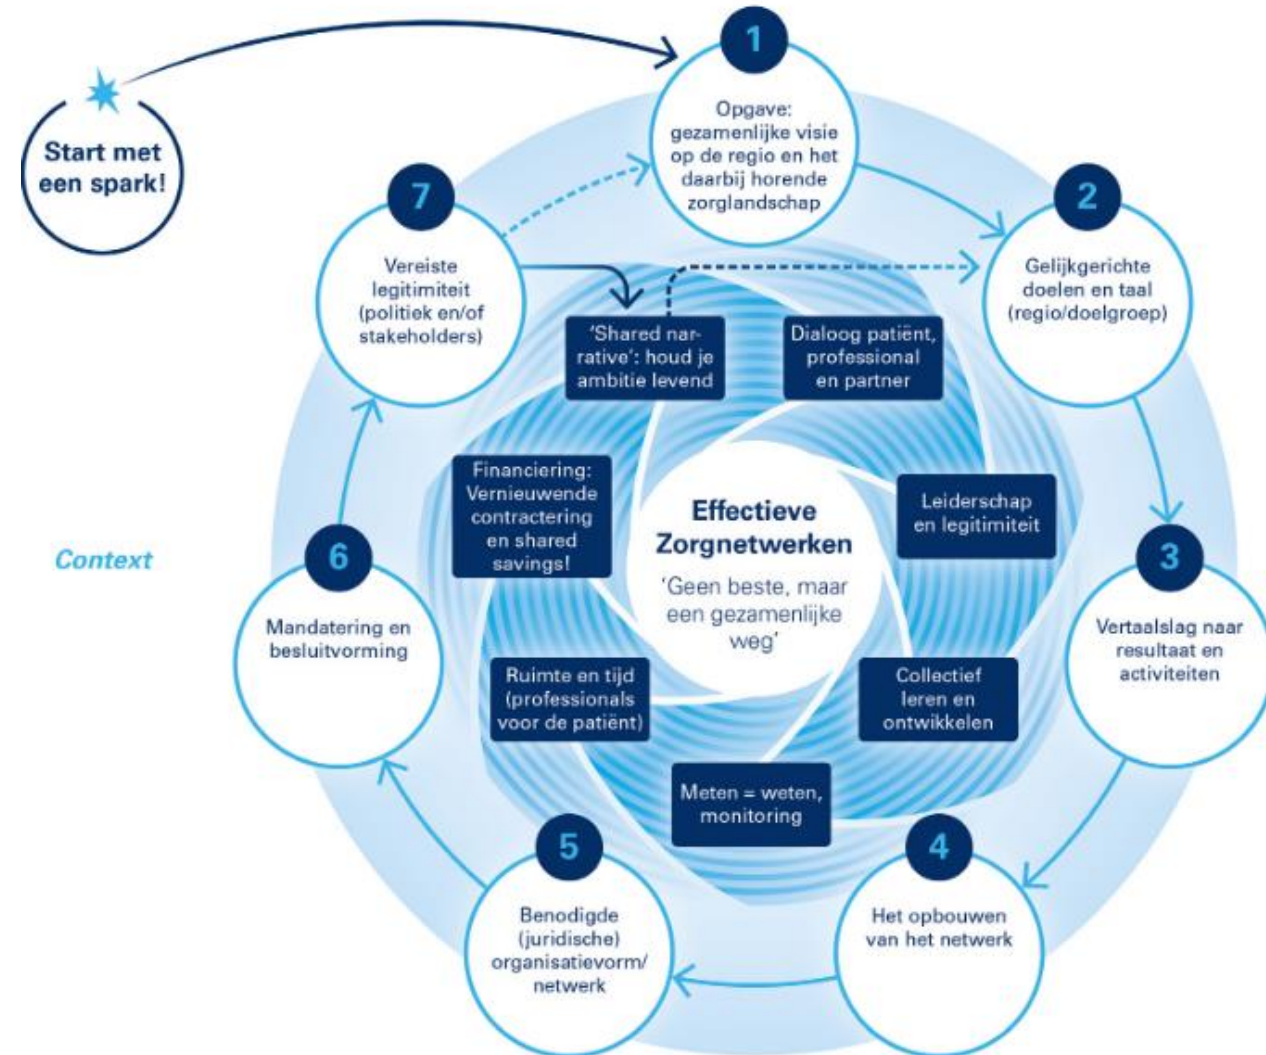 Start met
een spark!
1
Opgave:
gezamenlijke visie
op de regio en het
daarbij horende
zorglandschap
2
Gelijkgerichte
doelen en taal
(regio/doelgroep)
3
Vertaalslag naar
resultaat en
activiteiten
4
Het opbouwen
van het netwerk
5
Benodigde
(juridische)
organisatievorm/
netwerk
6
Mandatering en
besluitvorming
7
Vereiste
legitimiteit
(politiek en/of
stakeholders)
'Shared nar-
rative': houd je
ambitie levend
Dialoog patiënt,
professional
en partner
Leiderschap
en legitimiteit
Collectief
leren en
ontwikkelen
Meten = weten,
monitoring
Ruimte en tijd
(professionals
voor de patiënt)
Financiering:
Vernieuwende
contractering
en shared
savings!
Effectieve
Zorgnetwerken
'Geen beste, maar
een gezamenlijke
weg'
Context